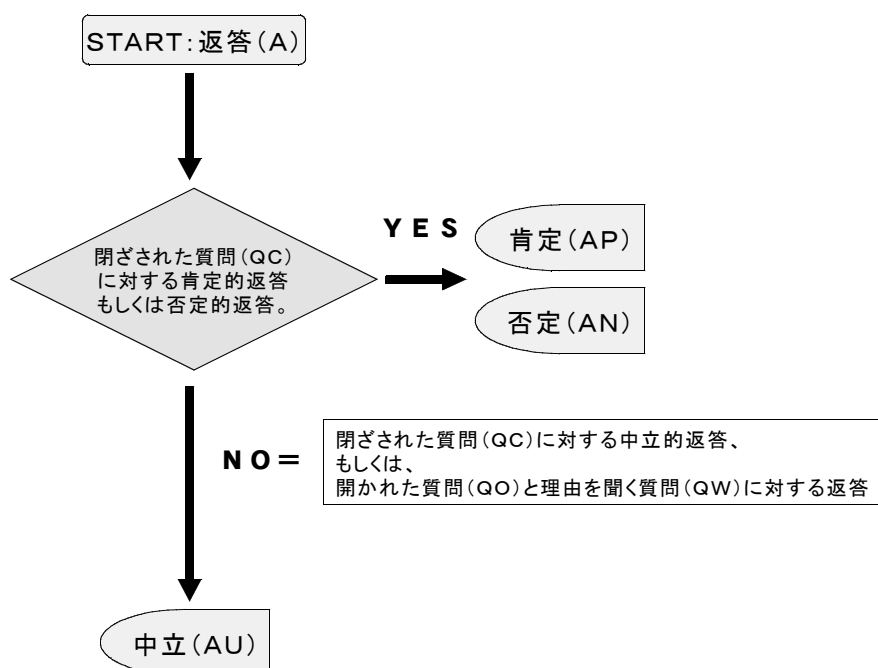 START:返答(A)
閉ざされた質問(QC)
に対する肯定的返答
もしくは否定的返答。
YES
肯定(AP)
否定(AN)
NO=
閉ざされた質問(QC)に対する中立的返答、
もしくは、
開かれた質問(QO)と理由を聞く質問(QW)に対する返答
中立(AU)